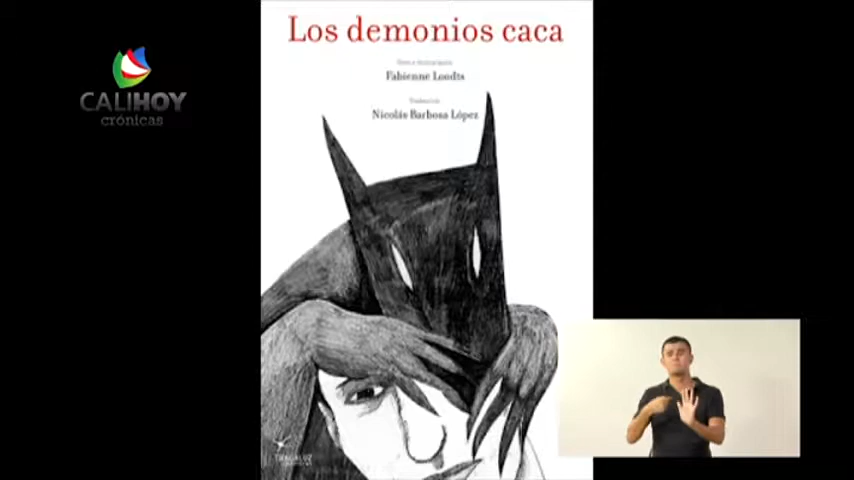 CALIHOY
crónicas
Los demonios caca
Fabienne Loodts
Nicolás Barbosa López